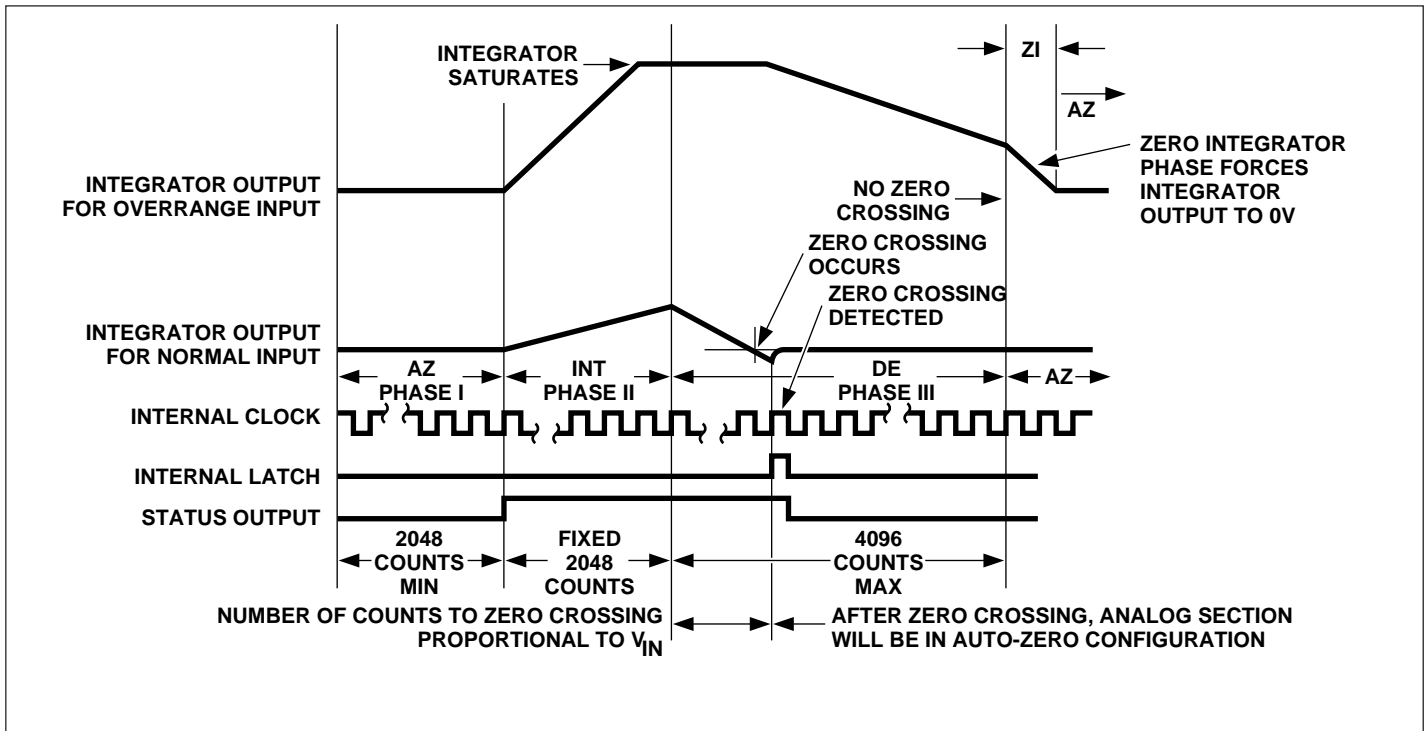 INTEGRATOR
SATURATES
ZI
AZ
ZERO INTEGRATOR
PHASE FORCES
INTEGRATOR
OUTPUT TO 0V
INTEGRATOR OUTPUT
FOR OVERRANGE INPUT
NO ZERO
CROSSING
ZERO CROSSING
OCCURS
ZERO CROSSING
DETECTED
INTEGRATOR OUTPUT
FOR NORMAL INPUT
AZ
PHASE I
INT
PHASE II
DE
PHASE III
AZ
INTERNAL CLOCK
INTERNAL LATCH
STATUS OUTPUT
2048
COUNTS
MIN
FIXED
2048
COUNTS
4096
COUNTS
MAX
NUMBER OF COUNTS TO ZERO CROSSING
PROPORTIONAL TO VIN
AFTER ZERO CROSSING, ANALOG SECTION
WILL BE IN AUTO-ZERO CONFIGURATION